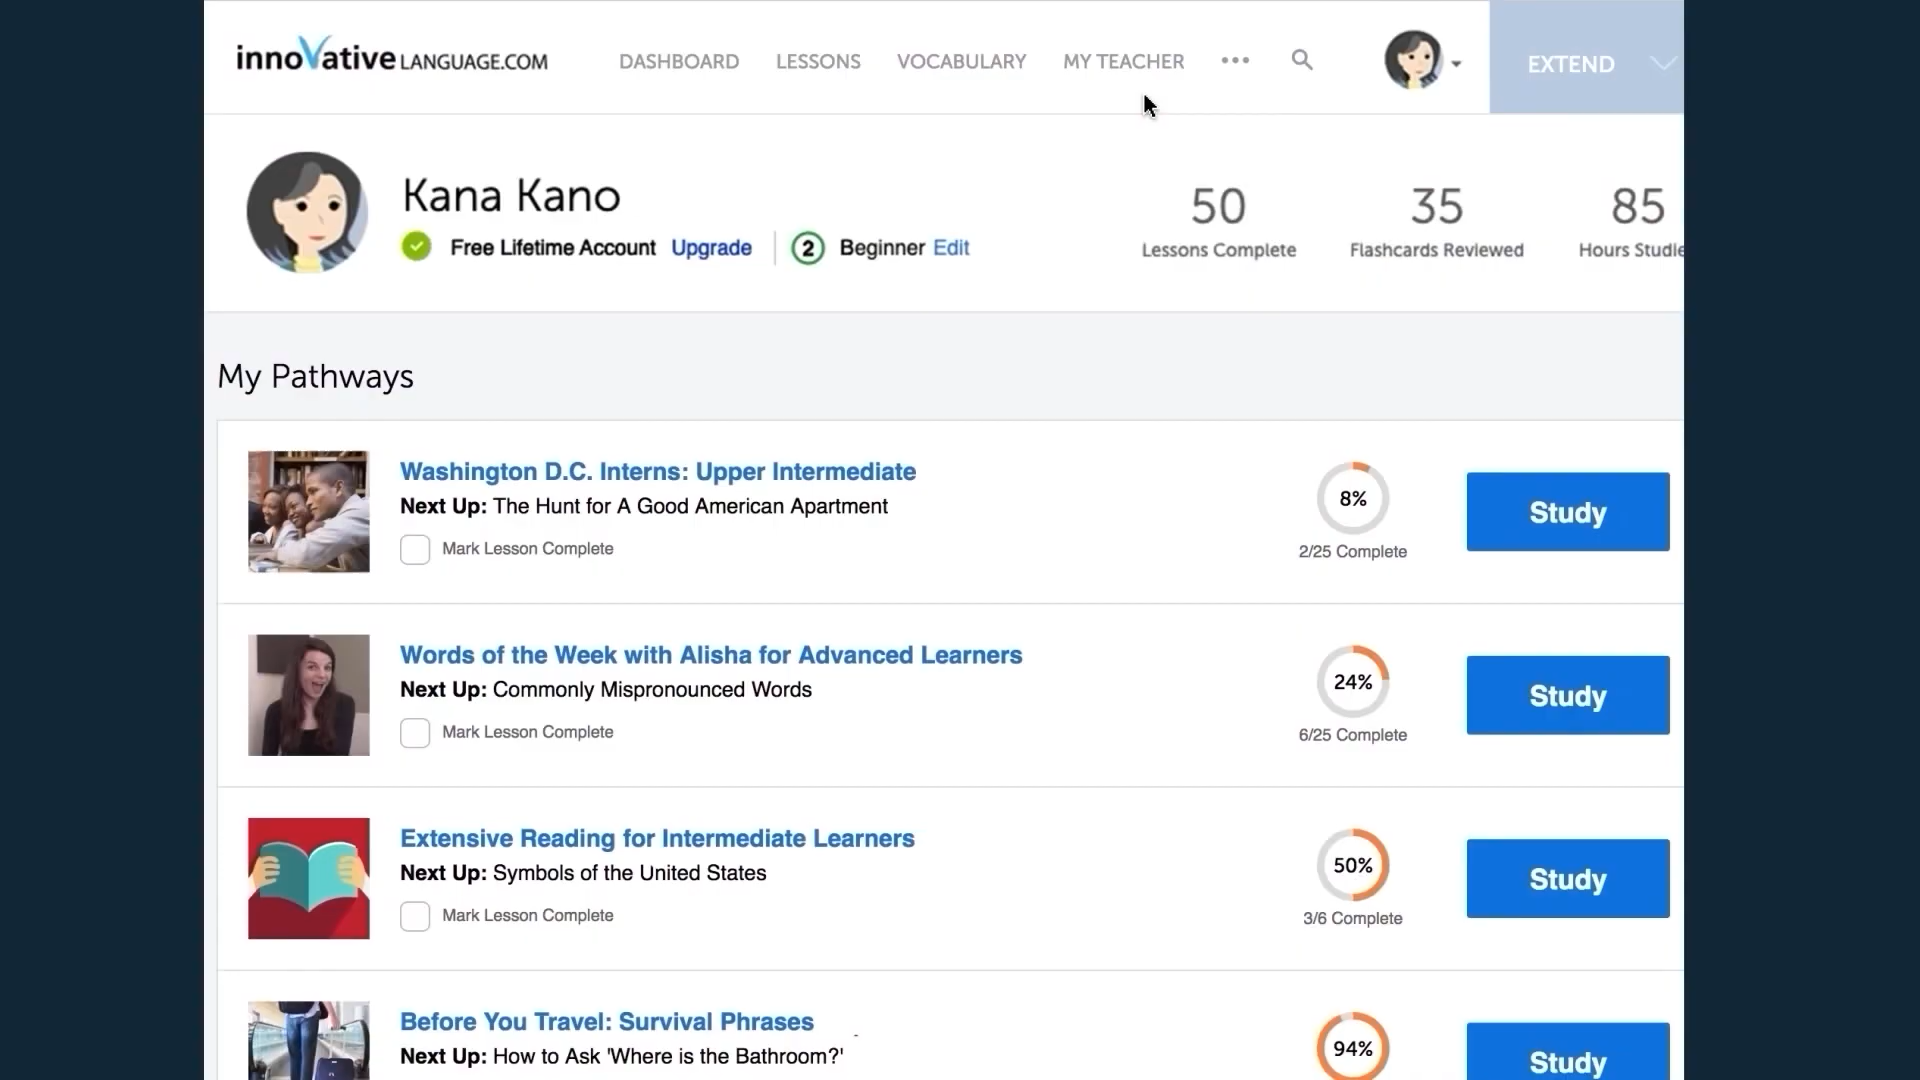 innoVative LANGUAGE.COM
DASHBOARD LESSONS VOCABULARY MY TEACHER
EXTEND
Kana Kano
Free Lifetime Account Upgrade
2 Beginner Edit
50
Lessons Complete
35
Flashcards Reviewed
85
Hours Studie
My Pathways
Washington D.C. Interns: Upper Intermediate
Next Up: The Hunt for A Good American Apartment
Mark Lesson Complete
8%
2/25 Complete
Study
Words of the Week with Alisha for Advanced Learners
Next Up: Commonly Mispronounced Words
Mark Lesson Complete
24%
6/25 Complete
Study
Extensive Reading for Intermediate Learners
Next Up: Symbols of the United States
Mark Lesson Complete
50%
3/6 Complete
Study
Before You Travel: Survival Phrases
Next Up: How to Ask 'Where is the Bathroom?'
94%
Study